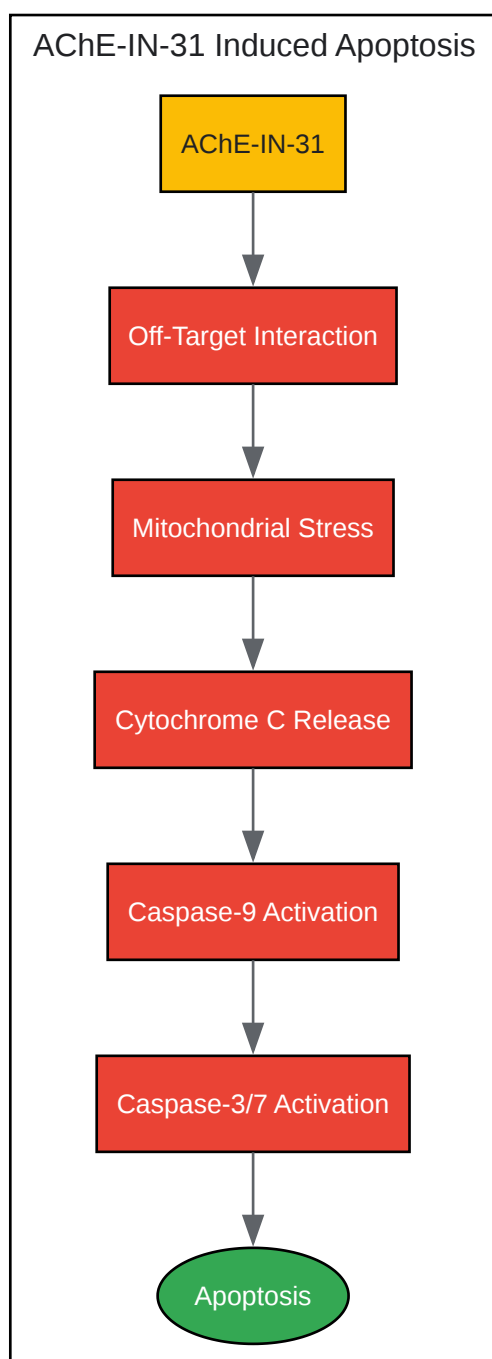 AChE-IN-31 Induced Apoptosis
AChE-IN-31
Off-Target Interaction
Mitochondrial Stress
Cytochrome C Release
Caspase-9 Activation
Caspase-3/7 Activation
Apoptosis